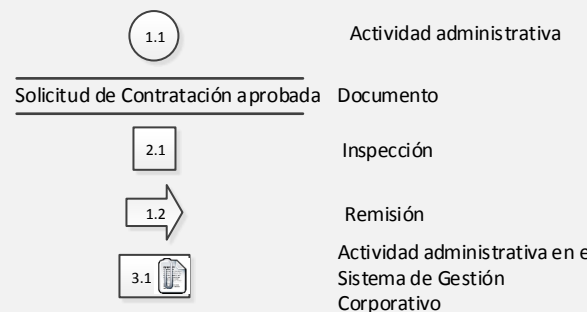 1.1 Actividad administrativa
Solicitud de Contratación aprobada Documento
2.1 Inspección
1.2 Remisión
Actividad administrativa en e
3.1 Sistema de Gestión
Corporativo